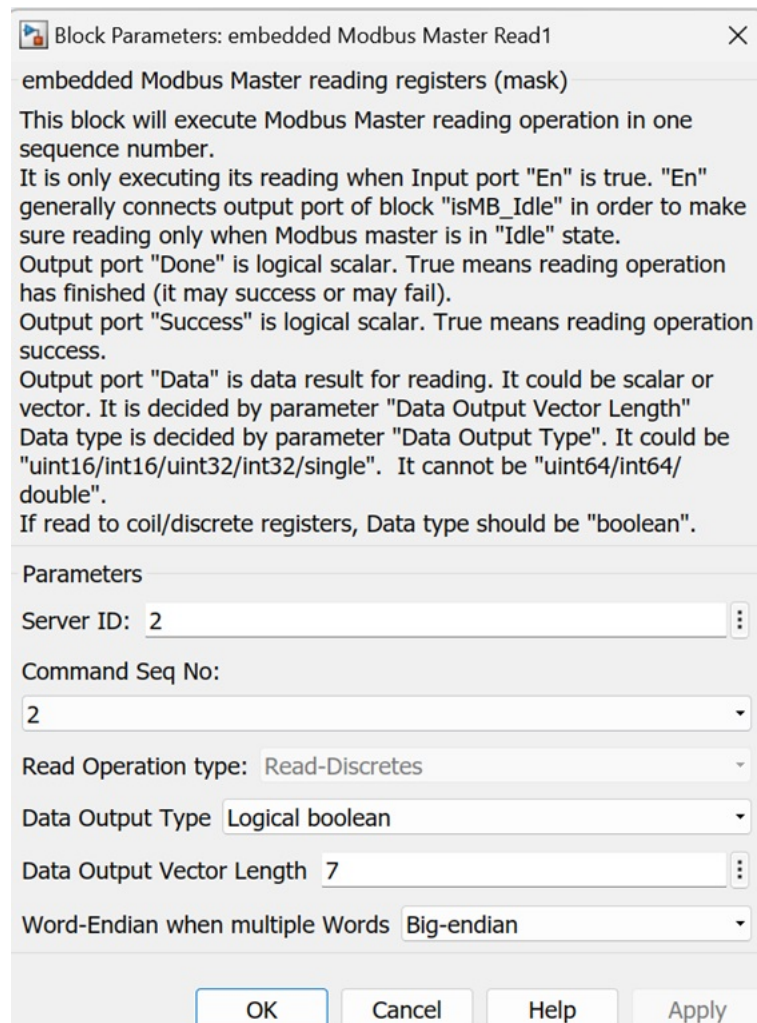 Block Parameters: embedded Modbus Master Read1
embedded Modbus Master reading registers (mask)
This block will execute Modbus Master reading operation in one
sequence number.
It is only executing its reading when Input port "En" is true. "En"
generally connects output port of block "isMB_Idle" in order to make
sure reading only when Modbus master is in "Idle" state.
Output port "Done" is logical scalar. True means reading operation
has finished (it may success or may fail).
Output port "Success" is logical scalar. True means reading operation
success.
Output port "Data" is data result for reading. It could be scalar or
vector. It is decided by parameter "Data Output Vector Length"
Data type is decided by parameter "Data Output Type". It could be
"uint16/int16/uint32/int32/single".  It cannot be "uint64/int64/
double".
If read to coil/discrete registers, Data type should be "boolean".
Parameters
Server ID: 2
Command Seq No:
2
Read Operation type: Read-Discretes
Data Output Type Logical boolean
Data Output Vector Length 7
Word-Endian when multiple Words Big-endian
OK Cancel Help Apply